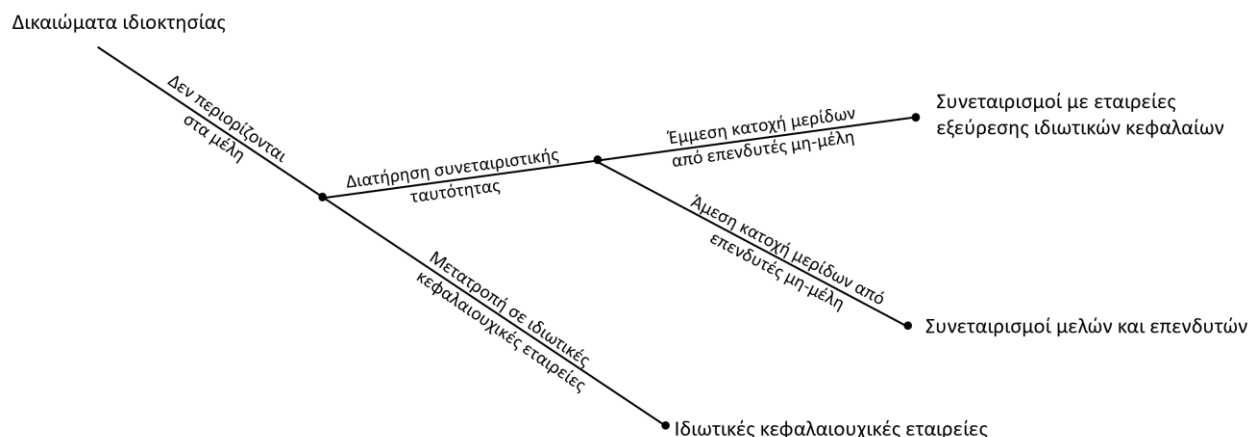 Δικαιώματα ιδιοκτησίας
Δεν περιορίζονται
στα μέλη
Διατήρηση συνεταιριστικής
ταυτότητας
Έμμεση κατοχή μερίδων
από επενδυτές μη-μέλη
Συνεταιρισμοί με εταιρείες
εξεύρεσης ιδιωτικών κεφαλαίων
Άμεση κατοχή μερίδων από
επενδυτές μη-μέλη
Συνεταιρισμοί μελών και επενδυτών
Μετατροπή σε ιδιωτικές
κεφαλαιουχικές εταιρείες
Ιδιωτικές κεφαλαιουχικές εταιρείες